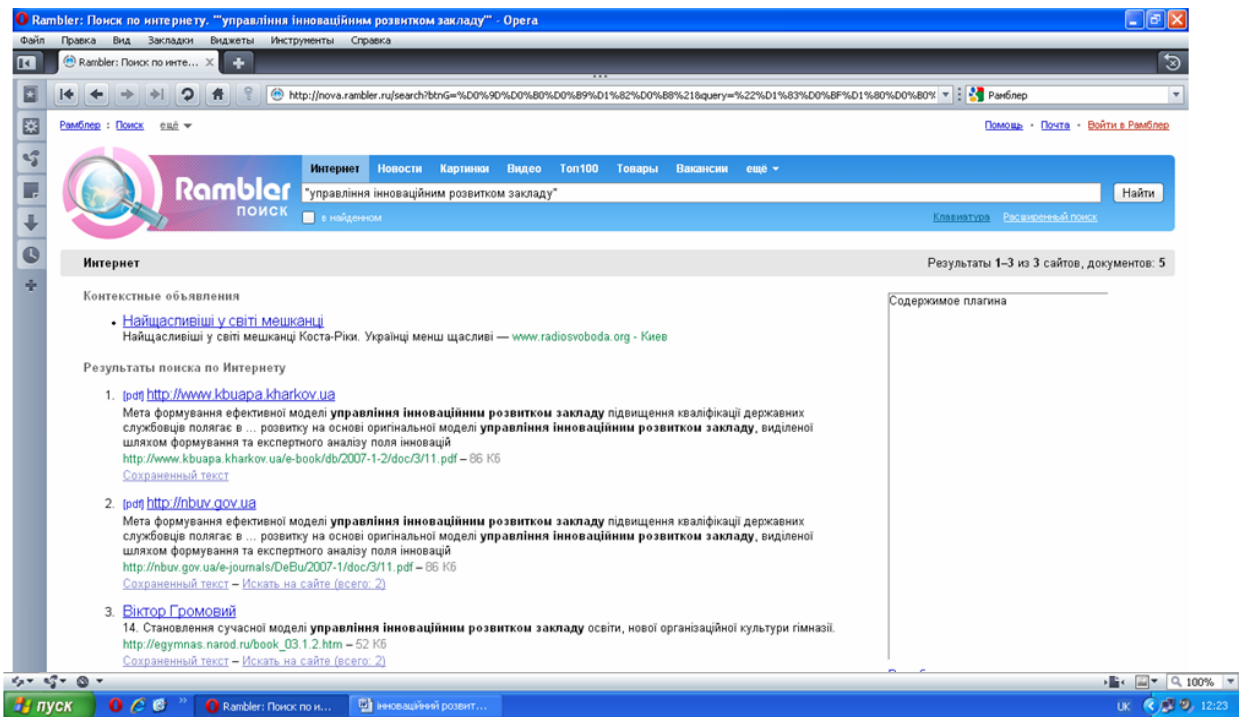 Rambler: Поиск по интернету. ""управління інноваційним розвитком закладу"" - Opera
Файл Правка Вид Закладки Виджеты Инструменты Справка
Rambler: Поиск по инте...
http://nova.rambler.ru/search?btnG=%D0%9D%D0%B0%D0%B9%D1%82%D0%B8%21&query=%22%D1%83%D0%BF%D1%80%D0%B0% Рамблер
Рамблер : Поиск ещё Помощь · Почта · Войти в Рамблер
Интернет Новости Картинки Видео Топ100 Товары Вакансии ещё
Rambler ПОИСК
"управління інноваційним розвитком закладу" Найти
в найденном Клавиатура Расширенный поиск
Интернет Результаты 1–3 из 3 сайтов, документов: 5
Контекстные объявления
Содержимое плагина
• Найщасливіші у світі мешканці
Найщасливіші у світі мешканці Коста-Ріки. Українці менш щасливі — www.radiosvoboda.org - Киев
Результаты поиска по Интернету
1. [pdf] http://www.kbuapa.kharkov.ua
Мета формування ефективної моделі управління інноваційним розвитком закладу підвищення кваліфікації державних
службовців полягає в ... розвитку на основі оригінальної моделі управління інноваційним розвитком закладу, виділеної
шляхом формування та експертного аналізу поля інновацій
http://www.kbuapa.kharkov.ua/e-book/db/2007-1-2/doc/3/11.pdf – 86 Кб
Сохраненный текст
2. [pdf] http://nbuv.gov.ua
Мета формування ефективної моделі управління інноваційним розвитком закладу підвищення кваліфікації державних
службовців полягає в ... розвитку на основі оригінальної моделі управління інноваційним розвитком закладу, виділеної
шляхом формування та експертного аналізу поля інновацій
http://nbuv.gov.ua/e-journals/DeBu/2007-1/doc/3/11.pdf – 86 Кб
Сохраненный текст – Искать на сайте (всего: 2)
3. Віктор Громовий
14. Становлення сучасної моделі управління інноваційним розвитком закладу освіти, нової організаційної культури гімназії.
http://egymnas.narod.ru/book_03.1.2.htm – 52 Кб
Сохраненный текст – Искать на сайте (всего: 2)
100%
пуск Rambler: Поиск по и... інноваційний розвит... UK 12:23